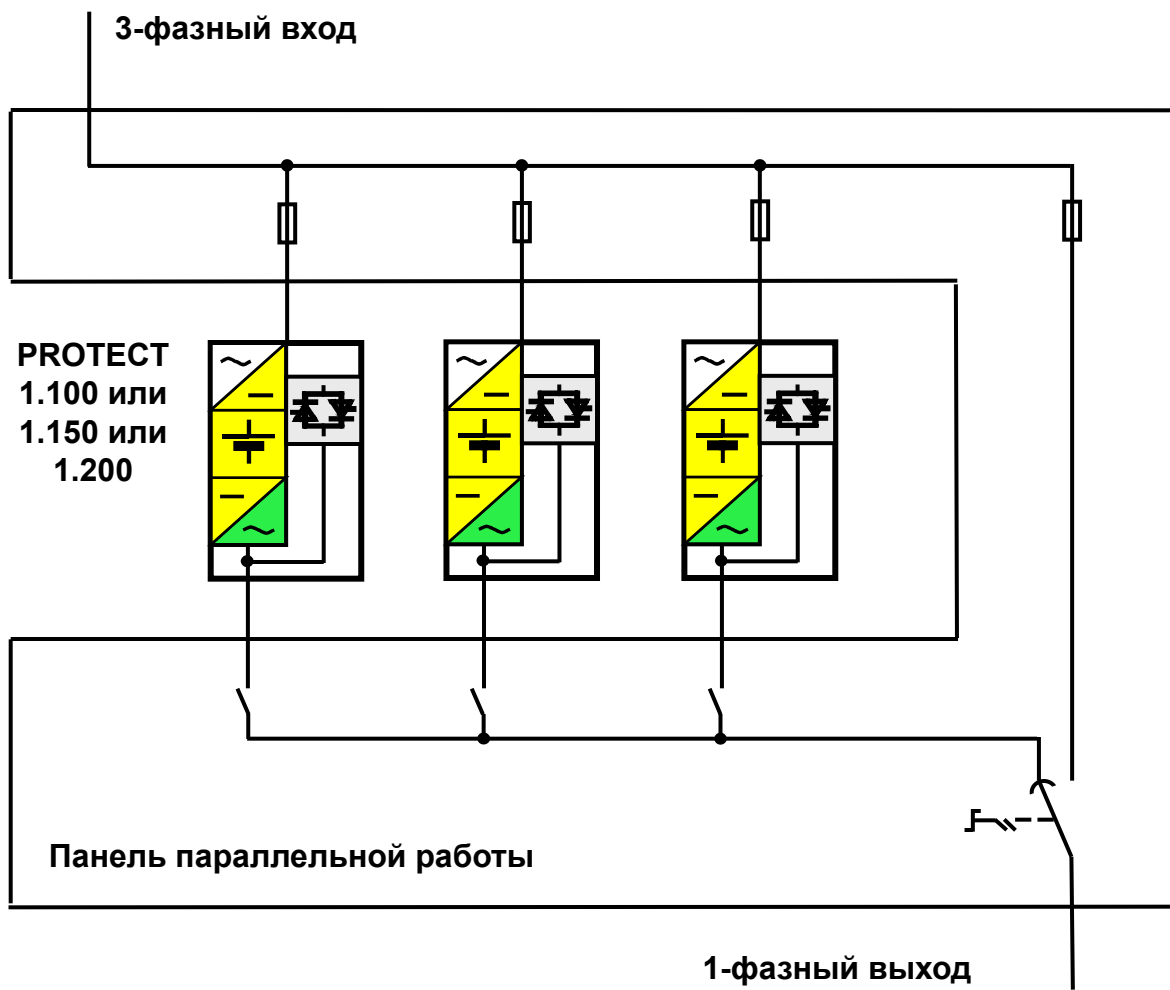 3-фазный вход
PROTECT
1.100 или
1.150 или
1.200
Панель параллельной работы
1-фазный выход